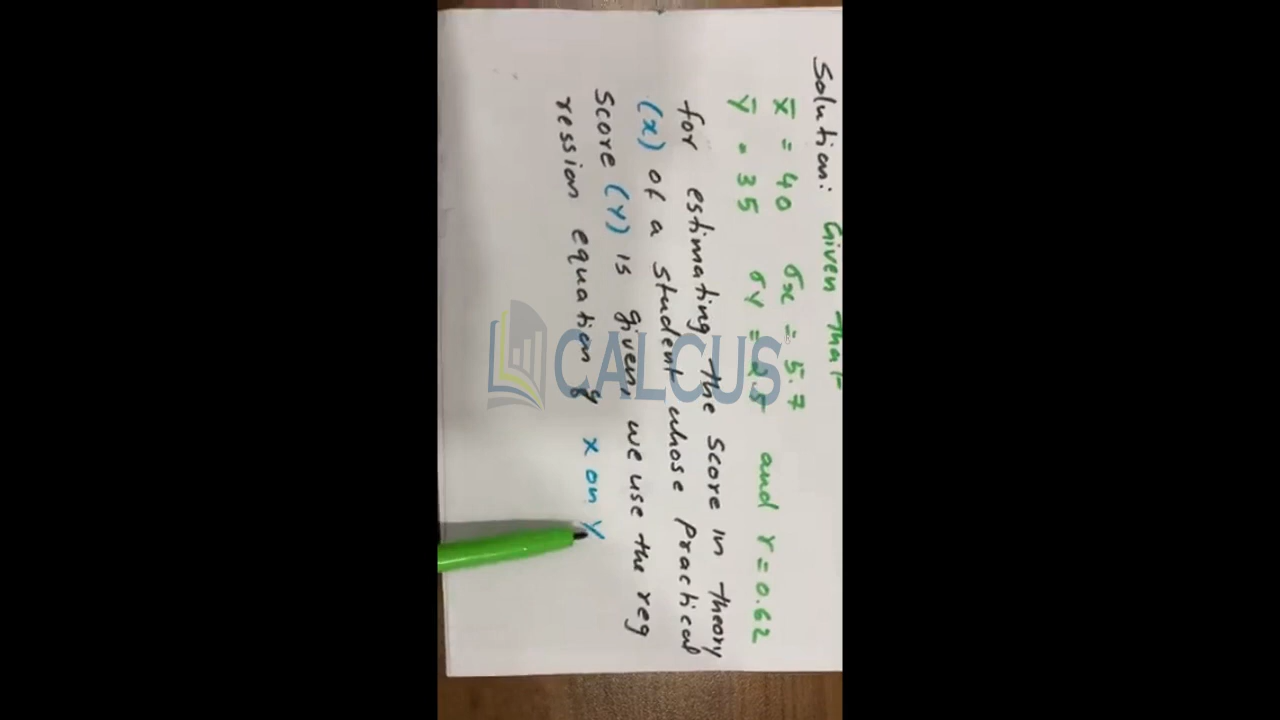 Solution: Given that
x̄ = 40 σx = 5.7
ȳ = 35 σy = and r = 0.62
for estimating the score in theory
(x) of a student whose practical
score (Y) is given, we use the reg
ression equation of x on y
CALCUS